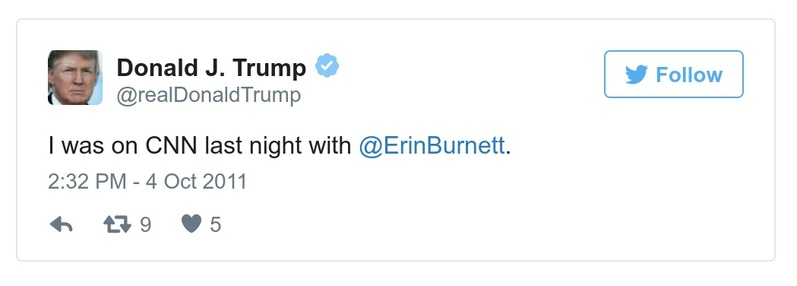 Donald J. Trump
@realDonaldTrump
Follow
I was on CNN last night with @ErinBurnett.
2:32 PM - 4 Oct 2011
9 5